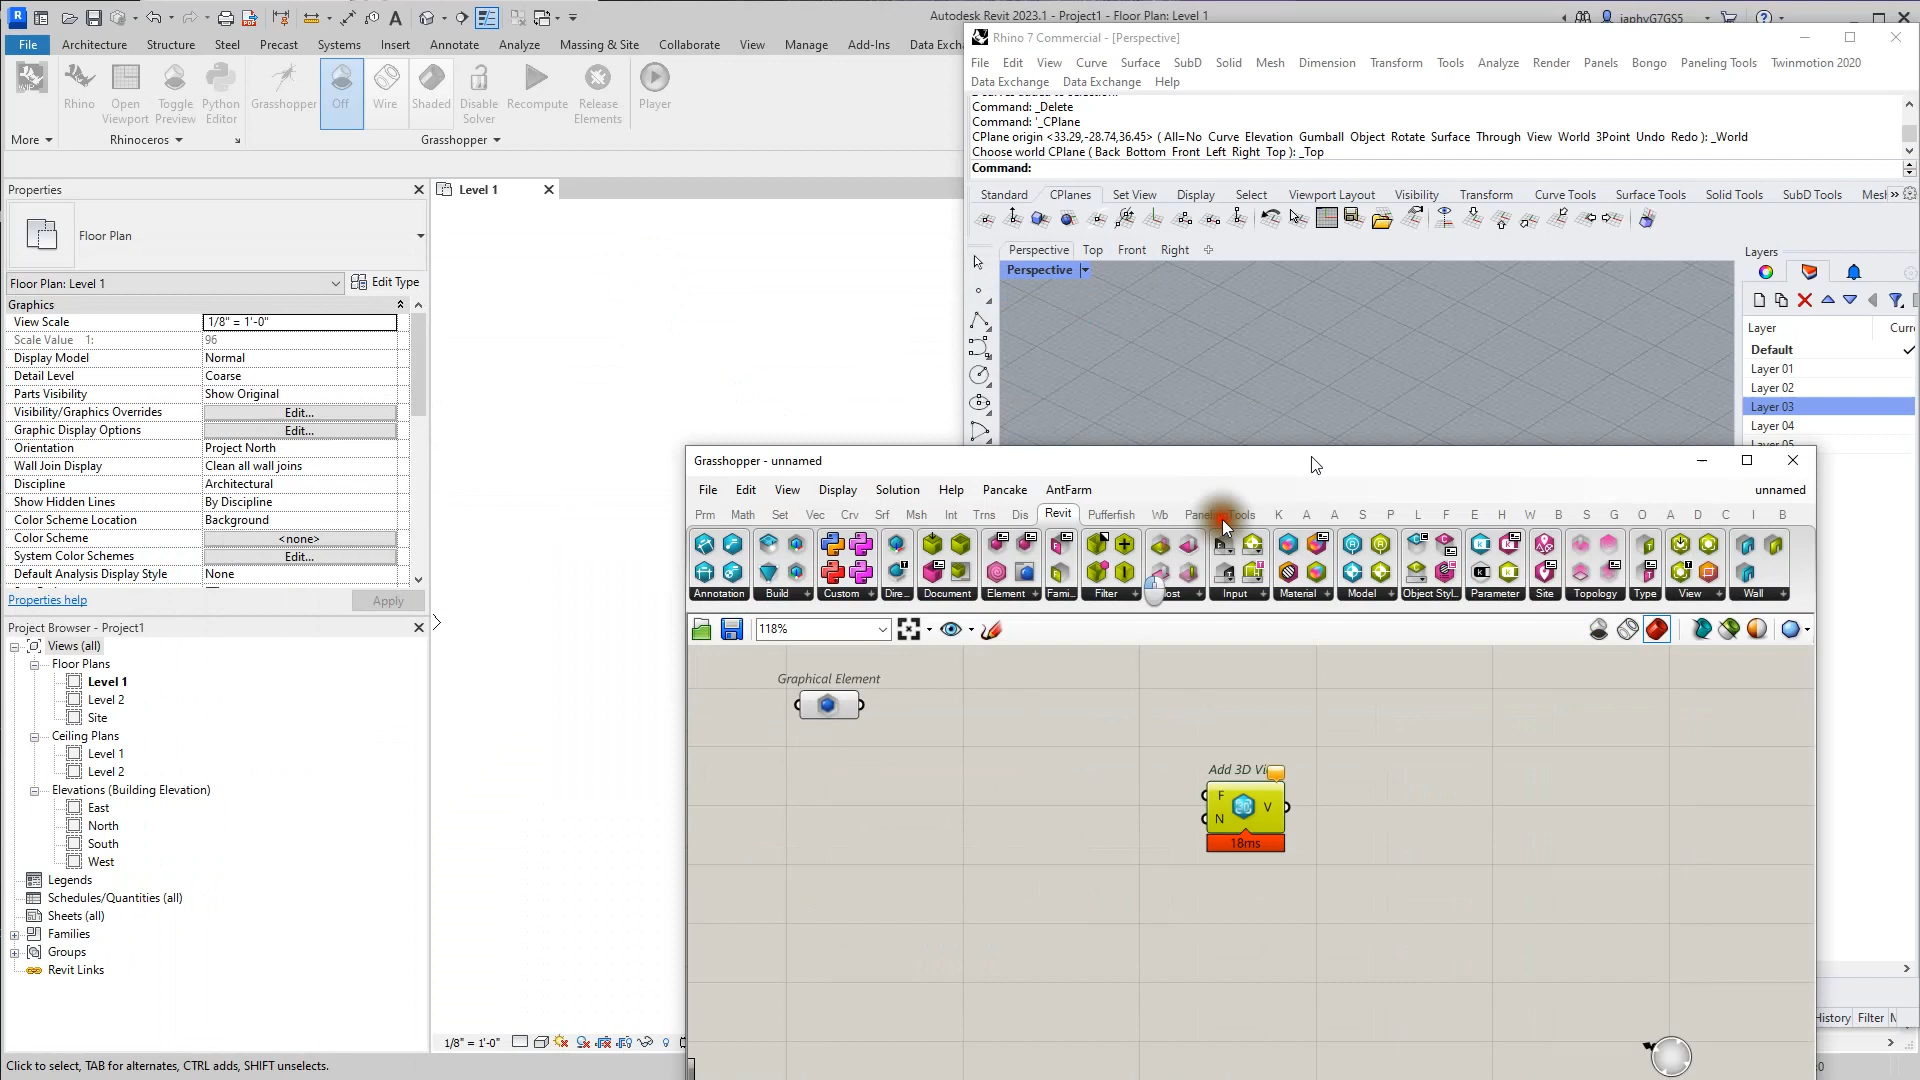 Autodesk Revit 2023.1 - Project1 - Floor Plan: Level 1
japhyG7GS5
File Architecture Structure Steel Precast Systems Insert Annotate Analyze Massing & Site Collaborate View Manage Add-Ins Data Exch
Rhino Open Viewport Toggle Preview Python Editor Grasshopper Off Wire Shaded Disable Solver Recompute Release Elements Player
More Rhinoceros Grasshopper
Properties
Floor Plan
Floor Plan: Level 1 Edit Type
Graphics
View Scale 1/8" = 1'-0"
Scale Value 1: 96
Display Model Normal
Detail Level Coarse
Parts Visibility Show Original
Visibility/Graphics Overrides Edit...
Graphic Display Options Edit...
Orientation Project North
Wall Join Display Clean all wall joins
Discipline Architectural
Show Hidden Lines By Discipline
Color Scheme Location Background
Color Scheme <none>
System Color Schemes Edit...
Default Analysis Display Style None
Properties help Apply
Project Browser - Project1
Views (all)
Floor Plans
Level 1
Level 2
Site
Ceiling Plans
Level 1
Level 2
Elevations (Building Elevation)
East
North
South
West
Legends
Schedules/Quantities (all)
Sheets (all)
Families
Groups
Revit Links
Click to select, TAB for alternates, CTRL adds, SHIFT unselects.
Level 1
1/8" = 1'-0"
Rhino 7 Commercial - [Perspective]
File Edit View Curve Surface SubD Solid Mesh Dimension Transform Tools Analyze Render Panels Bongo Paneling Tools Twinmotion 2020
Data Exchange Data Exchange Help
Command: _Delete
Command: '_CPlane
CPlane origin <33.29,-28.74,36.45> ( All=No Curve Elevation Gumball Object Rotate Surface Through View World 3Point Undo Redo ): _World
Choose world CPlane ( Back Bottom Front Left Right Top ): _Top
Command:
Standard CPlanes Set View Display Select Viewport Layout Visibility Transform Curve Tools Surface Tools Solid Tools SubD Tools Mesl
Perspective Top Front Right
Perspective
Layers
Layer Curr
Default
Layer 01
Layer 02
Layer 03
Layer 04
History Filter
Grasshopper - unnamed
File Edit View Display Solution Help Pancake AntFarm unnamed
Prm Math Set Vec Crv Srf Msh Int Trns Dis Revit Pufferfish Wb Panel Tools K A A S P L F E H W B S G O A D C I B
Annotation Build Custom Dire... Document Element Fami... Filter Host Input Material Model Object Styl... Parameter Site Topology Type View Wall
118%
Graphical Element
Add 3D Vi
F
N
V
3D
18ms